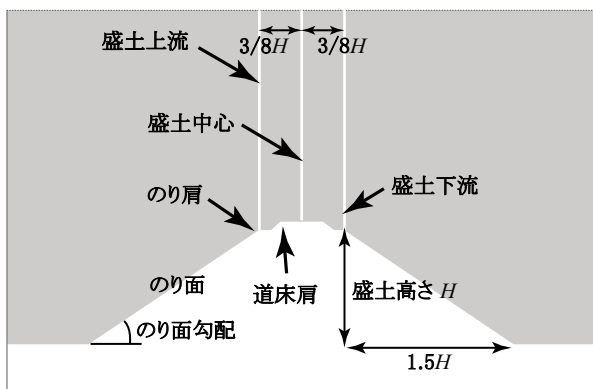 盛土上流
3/8H
3/8H
盛土中心
のり肩
盛土下流
のり面
道床肩
盛土高さ H
のり面勾配
1.5H